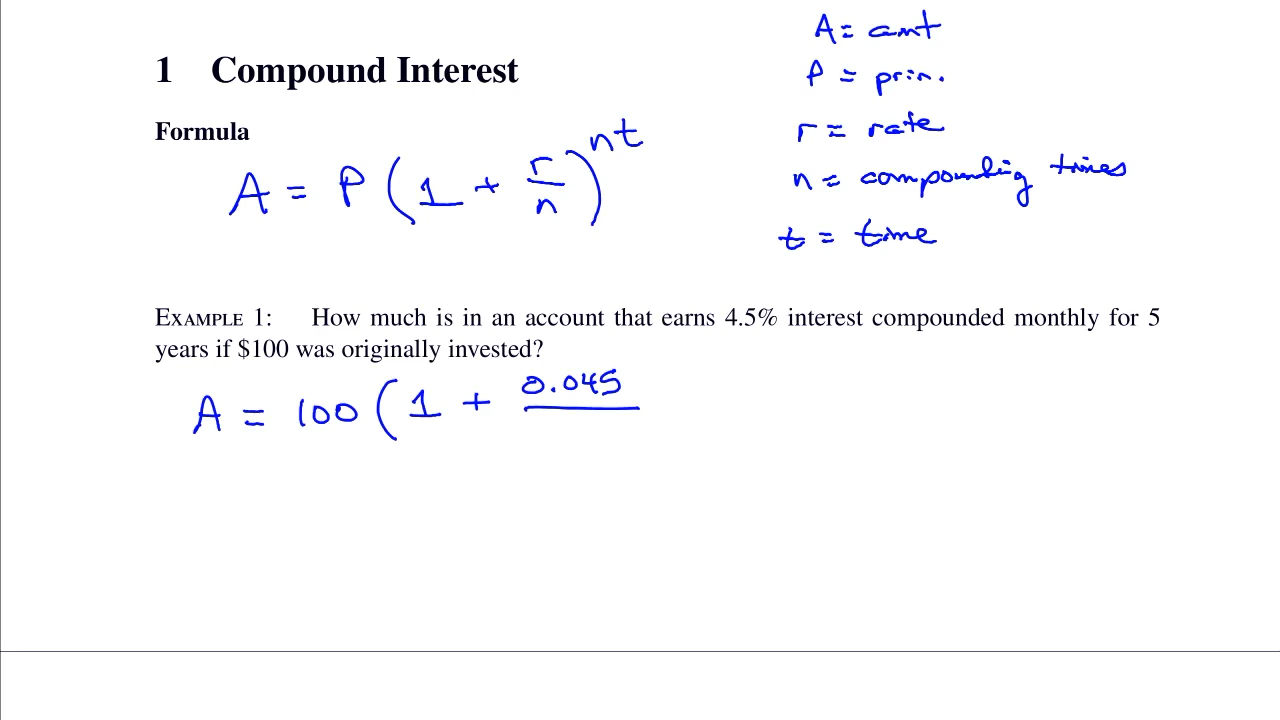 1 Compound Interest
A = amt
P = prin.
r = rate
n = compounding times
t = time
Formula
A = P(1 + r/n)^nt
EXAMPLE 1: How much is in an account that earns 4.5% interest compounded monthly for 5
years if $100 was originally invested?
A = 100(1 + 0.045/